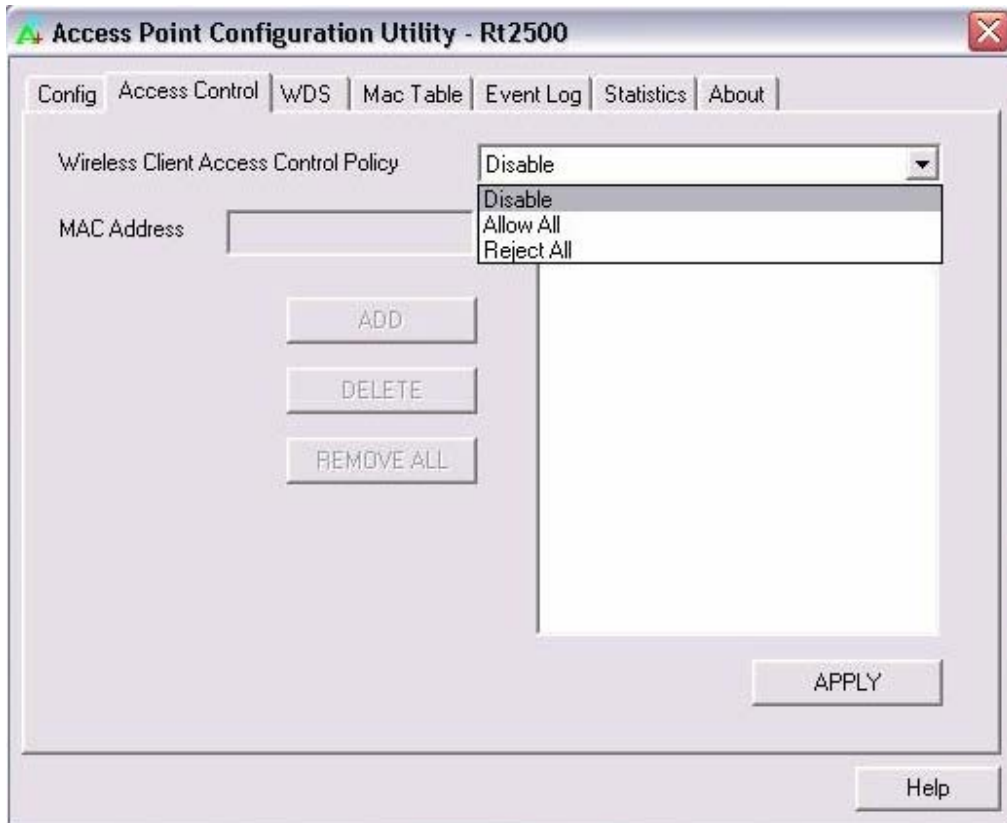 Access Point Configuration Utility - Rt2500
Config Access Control WDS Mac Table Event Log Statistics About
Wireless Client Access Control Policy Disable
Disable
Allow All
Reject All
MAC Address
ADD
DELETE
REMOVE ALL
APPLY
Help